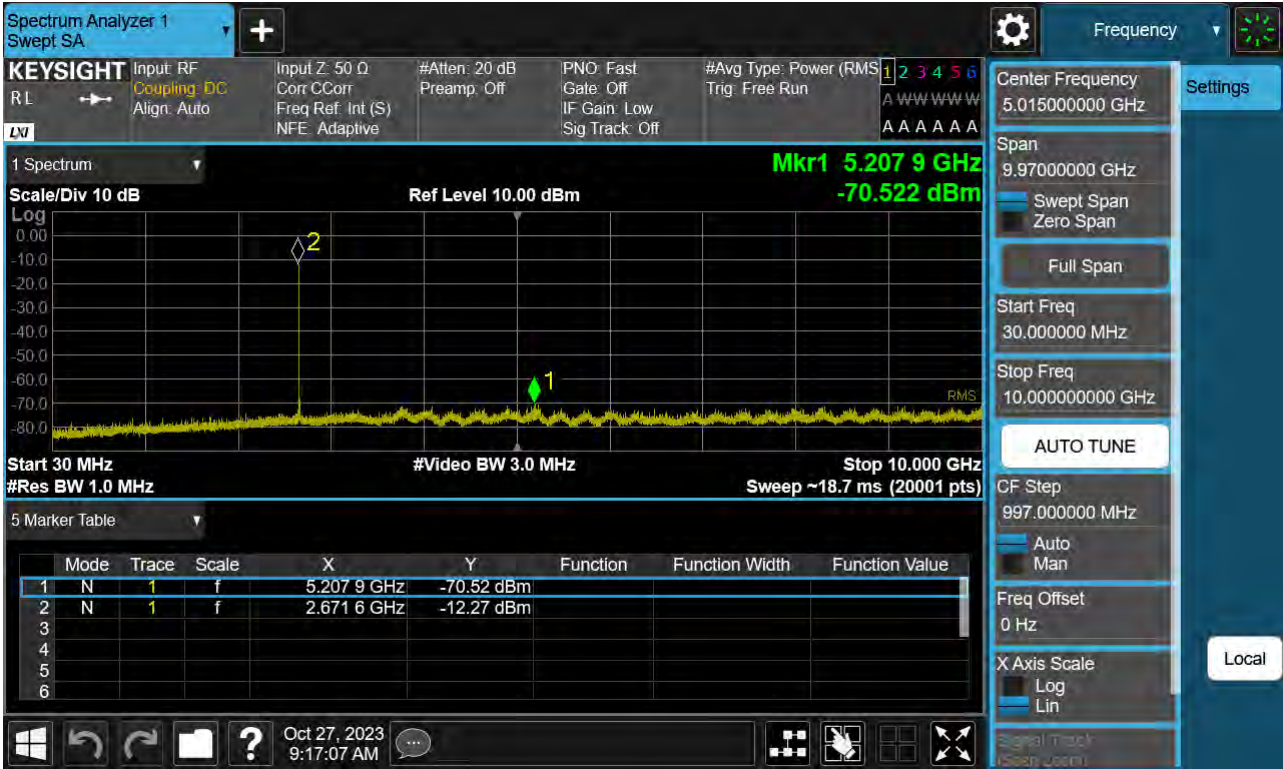 Spectrum Analyzer 1
Swept SA
+
Frequency
KEYSIGHT
RL
LXI
Input: RF
Coupling: DC
Align: Auto
Input Z: 50 Ω
Corr CCorr
Freq Ref: Int (S)
NFE: Adaptive
#Atten: 20 dB
Preamp: Off
PNO: Fast
Gate: Off
IF Gain: Low
Sig Track: Off
#Avg Type: Power (RMS
Trig: Free Run
1 2 3 4 5 6
A W W W W W
A A A A A A
1 Spectrum
Scale/Div 10 dB
Ref Level 10.00 dBm
Mkr1 5.207 9 GHz
-70.522 dBm
Log
0.00
-10.0
-20.0
-30.0
-40.0
-50.0
-60.0
-70.0
-80.0
2
1
RMS
Start 30 MHz
#Video BW 3.0 MHz
Stop 10.000 GHz
#Res BW 1.0 MHz
Sweep ~18.7 ms (20001 pts)
5 Marker Table
Mode Trace Scale X Y Function Function Width Function Value
1 N 1 f 5.207 9 GHz -70.52 dBm
2 N 1 f 2.671 6 GHz -12.27 dBm
3
4
5
6
Oct 27, 2023
9:17:07 AM
?
Center Frequency
5.015000000 GHz
Span
9.97000000 GHz
Swept Span
Zero Span
Full Span
Start Freq
30.000000 MHz
Stop Freq
10.000000000 GHz
AUTO TUNE
CF Step
997.000000 MHz
Auto
Man
Freq Offset
0 Hz
X Axis Scale
Log
Lin
Signal Track
(Span Zoom)
Settings
Local